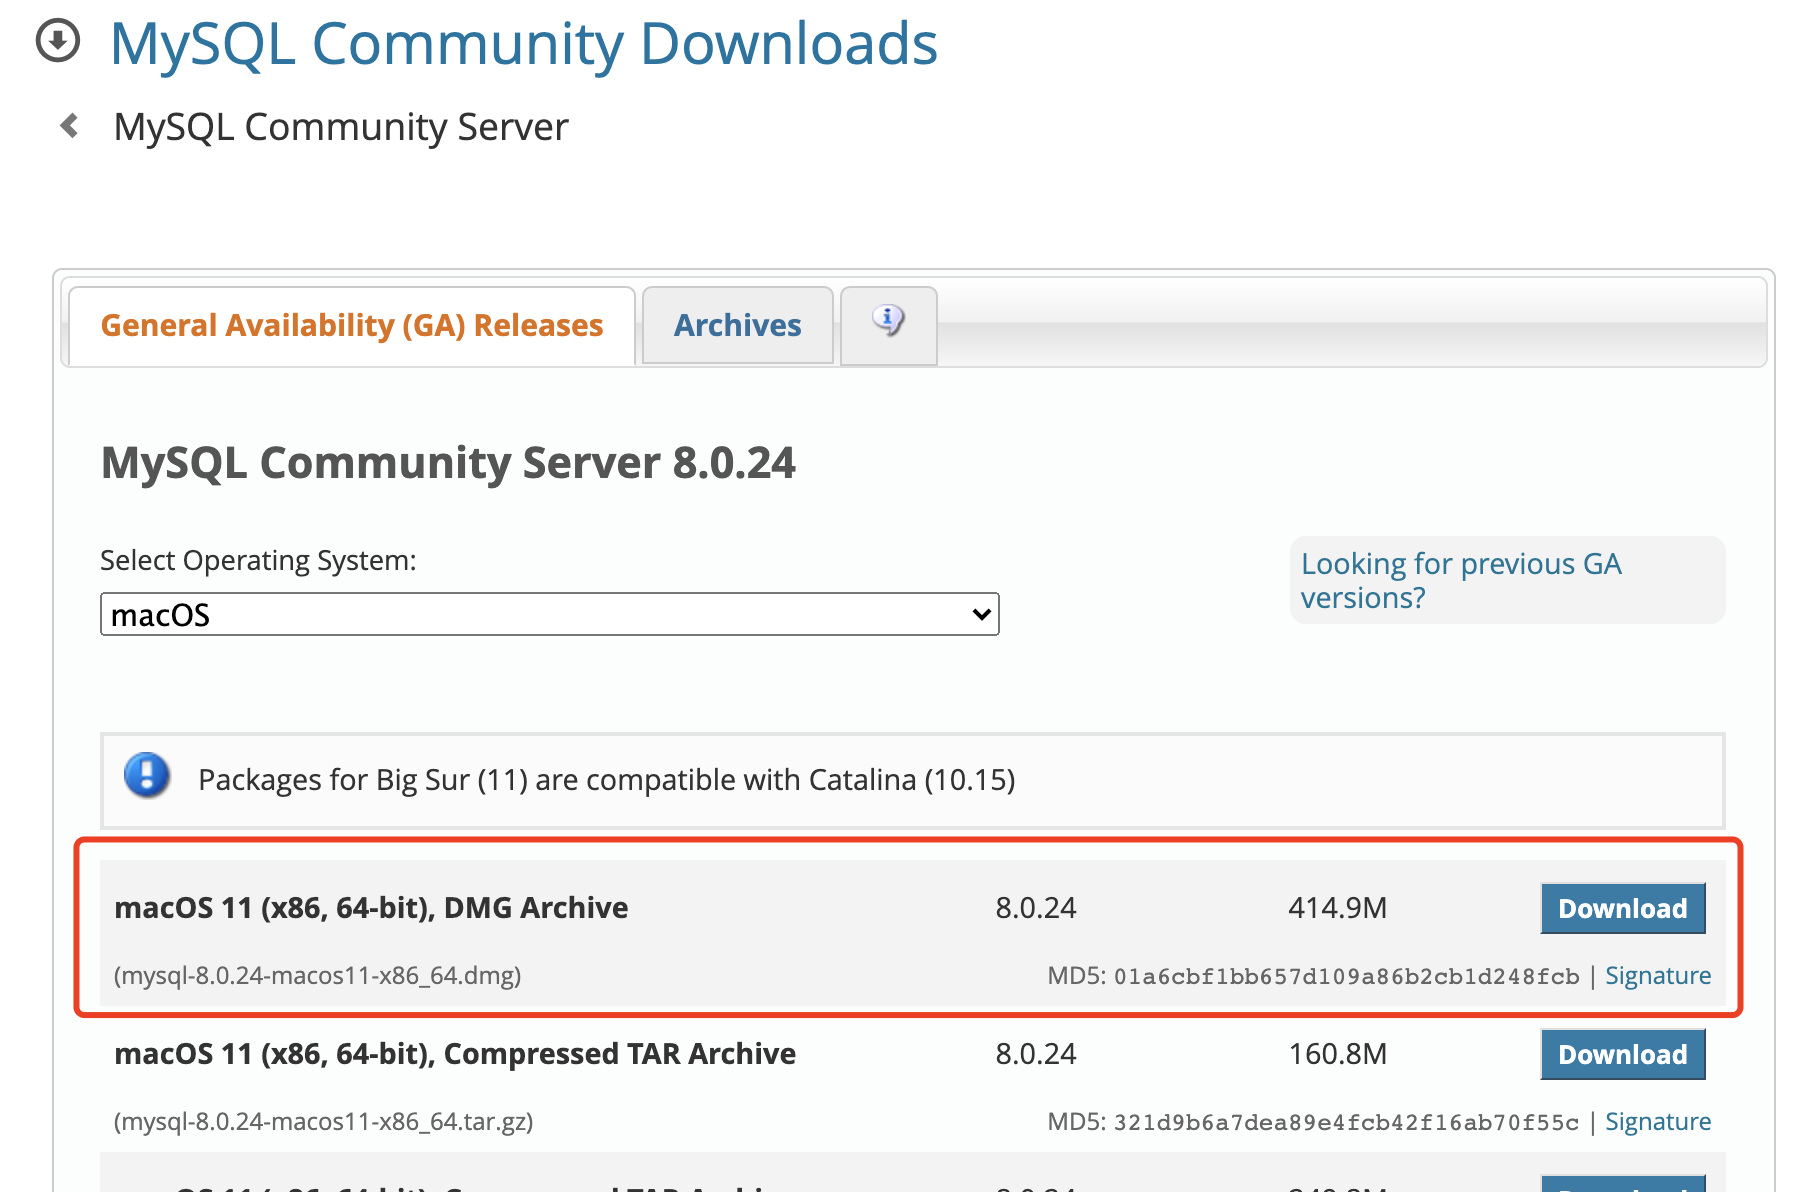 MySQL Community Downloads
MySQL Community Server
General Availability (GA) Releases
Archives
MySQL Community Server 8.0.24
Select Operating System:
macOS
Looking for previous GA
versions?
Packages for Big Sur (11) are compatible with Catalina (10.15)
macOS 11 (x86, 64-bit), DMG Archive 8.0.24 414.9M Download
(mysql-8.0.24-macos11-x86_64.dmg) MD5: 01a6cbf1bb657d109a86b2cb1d248fcb | Signature
macOS 11 (x86, 64-bit), Compressed TAR Archive 8.0.24 160.8M Download
(mysql-8.0.24-macos11-x86_64.tar.gz) MD5: 321d9b6a7dea89e4fcb42f16ab70f55c | Signature